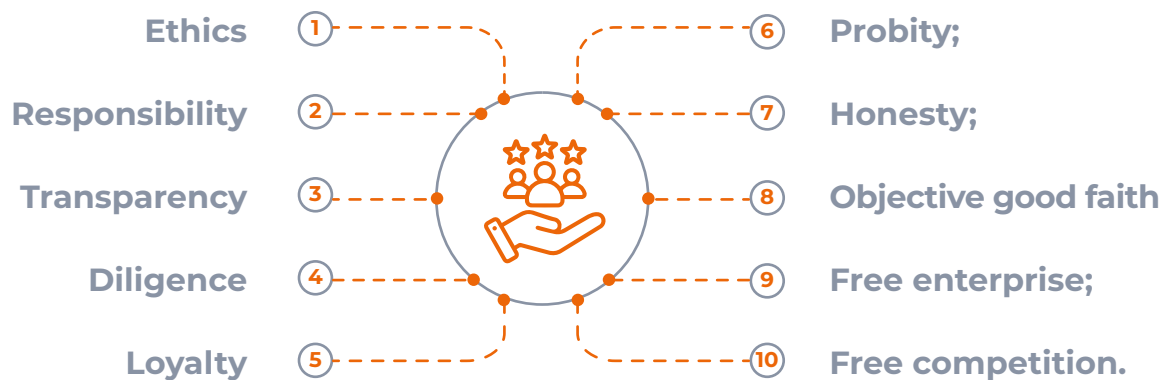 Ethics 1
Responsibility 2
Transparency 3
Diligence 4
Loyalty 5
6 Probity;
7 Honesty;
8 Objective good faith
9 Free enterprise;
10 Free competition.